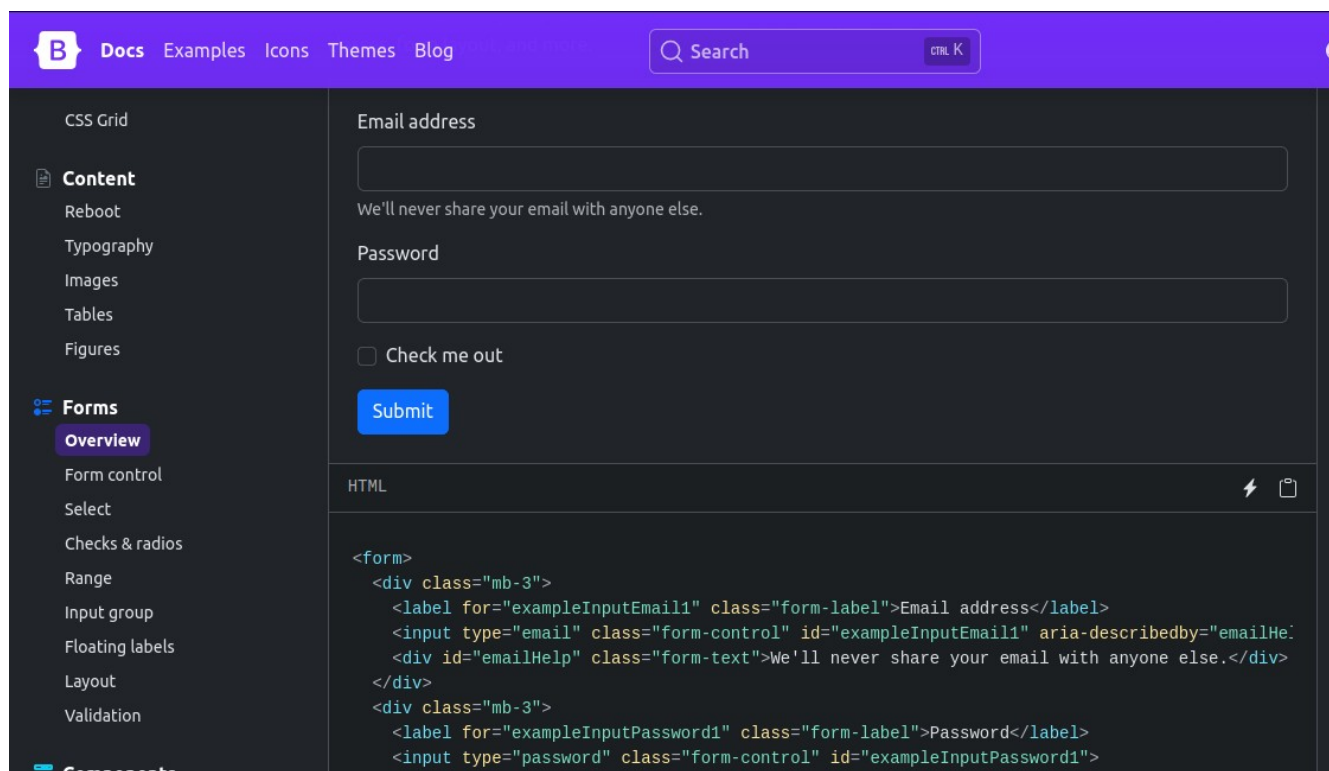 B Docs Examples Icons Themes Blog Search CTRL K
CSS Grid
Content
Reboot
Typography
Images
Tables
Figures
Forms
Overview
Form control
Select
Checks & radios
Range
Input group
Floating labels
Layout
Validation
Email address
We'll never share your email with anyone else.
Password
Check me out
Submit
HTML
<form>
  <div class="mb-3">
    <label for="exampleInputEmail1" class="form-label">Email address</label>
    <input type="email" class="form-control" id="exampleInputEmail1" aria-describedby="emailHel
    <div id="emailHelp" class="form-text">We'll never share your email with anyone else.</div>
  </div>
  <div class="mb-3">
    <label for="exampleInputPassword1" class="form-label">Password</label>
    <input type="password" class="form-control" id="exampleInputPassword1">